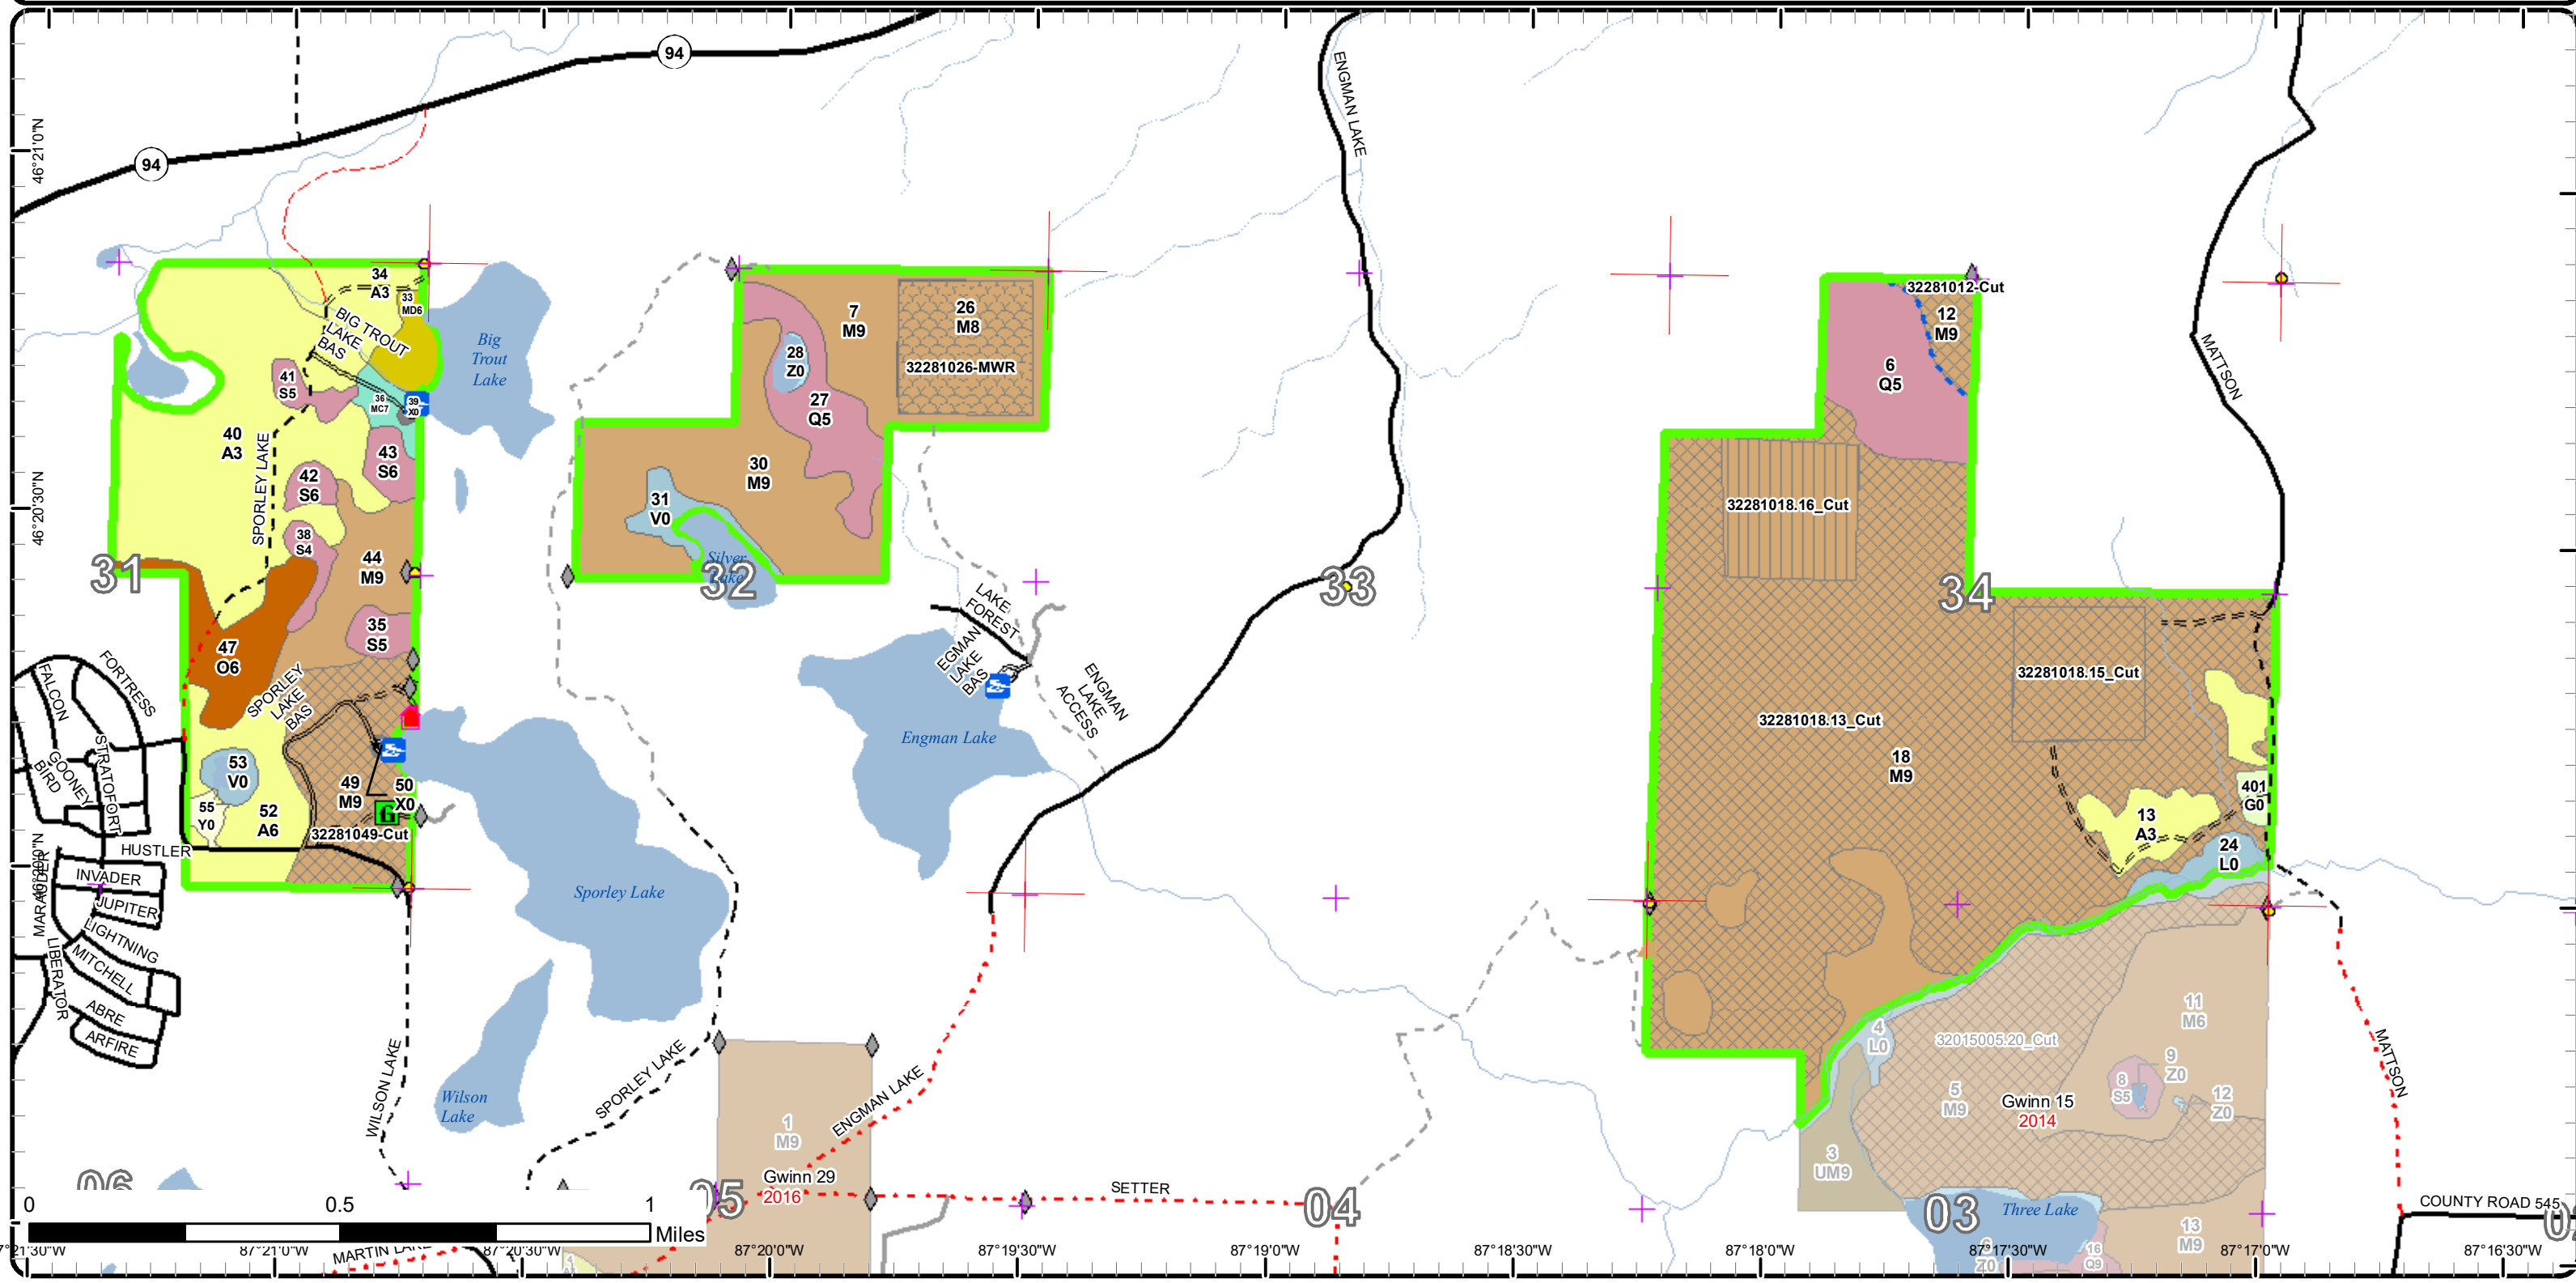 94
94
ENGMAN LAKE
MATTSON
46°21'0"N
46°20'30"N
34
A3
33
MD6
BIG TROUT
LAKE
BAS
Big
Trout
Lake
41
S5
36
MC7
39
X0
40
A3
43
S6
42
S6
SPORLEY LAKE
38
S4
44
M9
31
35
S5
47
O6
SPORLEY
LAKE
BAS
53
V0
55
Y0
52
A6
49
M9
50
X0
G
32281049-Cut
7
M9
26
M8
32281026-MWR
28
Z0
27
Q5
30
M9
31
V0
Silver
Lake
32
33
34
32281012-Cut
12
M9
6
Q5
32281018.16_Cut
32281018.15_Cut
32281018.13_Cut
18
M9
13
A3
401
G0
24
L0
LAKE
FOREST
EGMAN
LAKE
BAS
ENGMAN
LAKE
ACCESS
Engman Lake
Sporley Lake
Wilson
Lake
FALCON
FORTRESS
GOONEY
BIRD
STRATOFORT
HUSTLER
INVADER
MARAUDER
JUPITER
LIGHTNING
MITCHELL
LIBERATOR
ABRE
ARFIRE
WILSON LAKE
SPORLEY LAKE
ENGMAN LAKE
1
M9
Gwinn 29
2016
SETTER
4
L0
32015005.20_Cut
5
M9
Gwinn 15
2014
11
M6
9
Z0
8
S5
12
Z0
3
UM9
Three Lake
13
M9
16
Q9
MATTSON
COUNTY ROAD 545
06
05
04
03
0
0.5
1
Miles
MARTIN LAKE
87°21'30"W
87°21'0"W
87°20'30"W
87°20'0"W
87°19'30"W
87°19'0"W
87°18'30"W
87°18'0"W
87°17'30"W
87°17'0"W
87°16'30"W